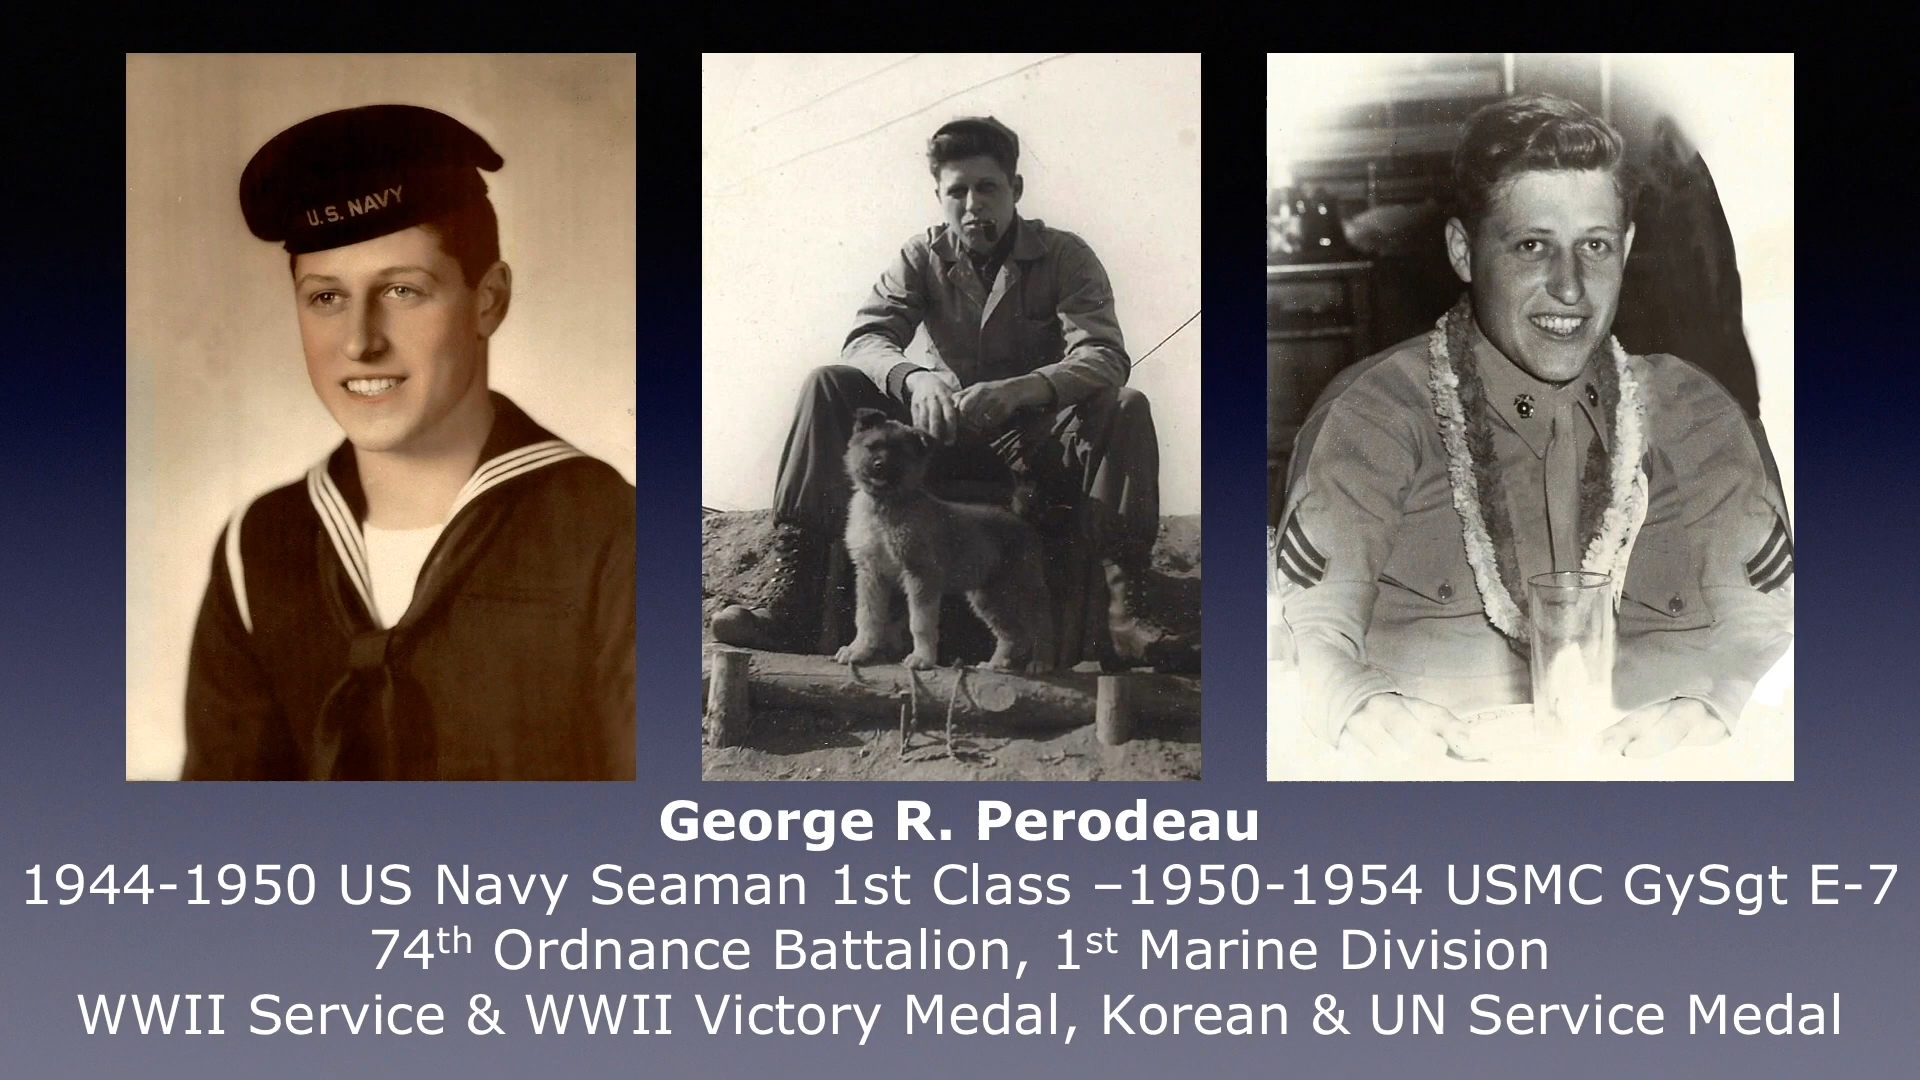 U.S. NAVY
George R. Perodeau
1944-1950 US Navy Seaman 1st Class –1950-1954 USMC GySgt E-7
74th Ordnance Battalion, 1st Marine Division
WWII Service & WWII Victory Medal, Korean & UN Service Medal